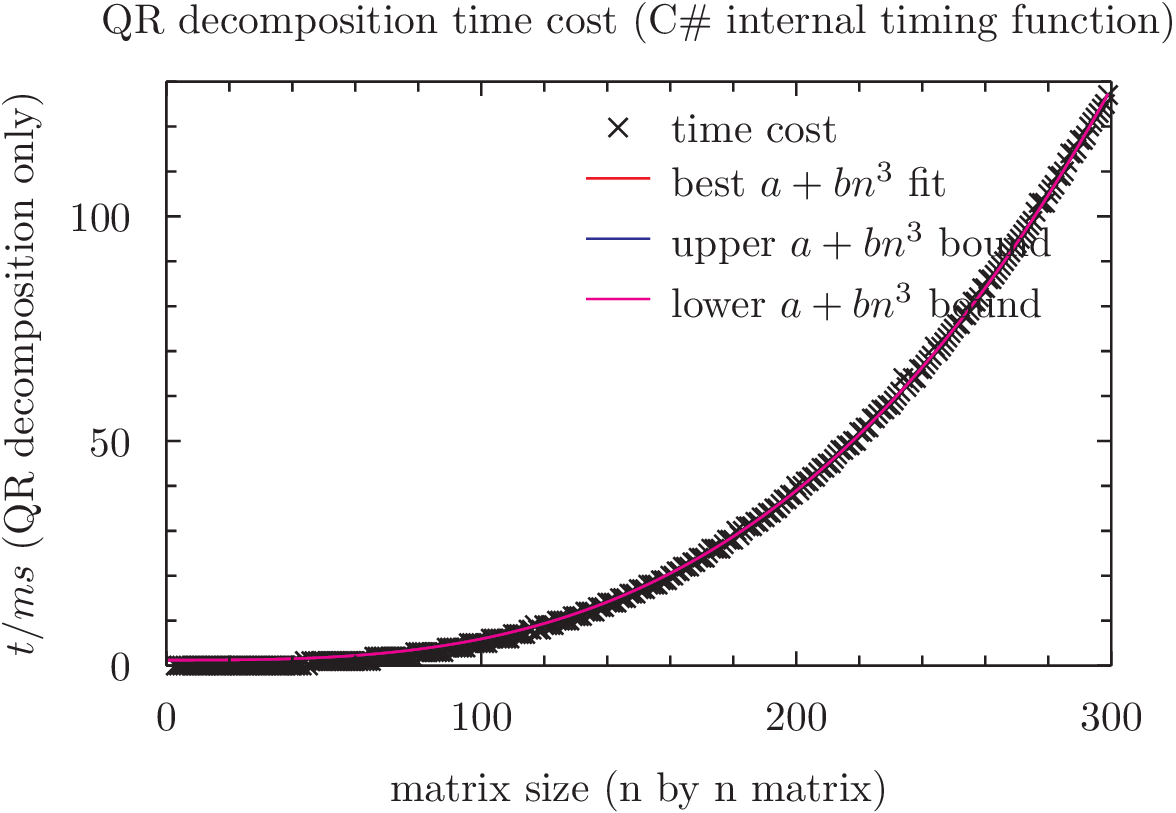 QR decomposition time cost (C# internal timing function)
t/ms (QR decomposition only)
time cost
best a + bn³ fit
upper a + bn³ bound
lower a + bn³ bound
100
50
0
0 100 200 300
matrix size (n by n matrix)